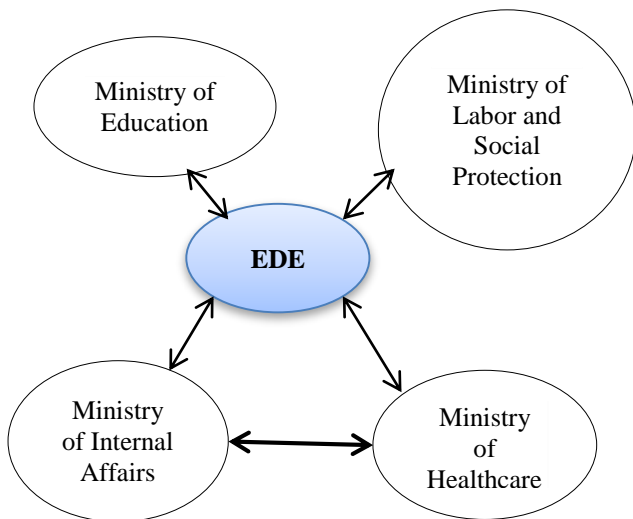 Ministry of
Education
Ministry of
Labor and
Social
Protection
EDE
Ministry
of Internal
Affairs
Ministry
of
Healthcare